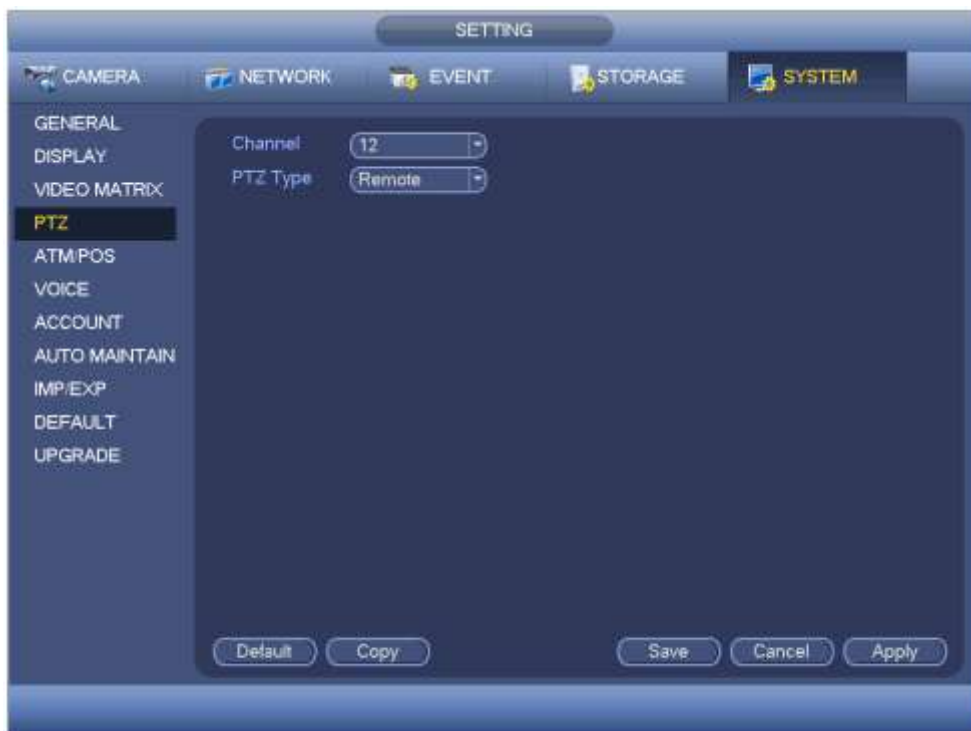 SETTING
CAMERA NETWORK EVENT STORAGE SYSTEM
GENERAL
DISPLAY
VIDEO MATRIX
PTZ
ATM/POS
VOICE
ACCOUNT
AUTO MAINTAIN
IMP/EXP
DEFAULT
UPGRADE
Channel 12
PTZ Type Remote
Default Copy Save Cancel Apply